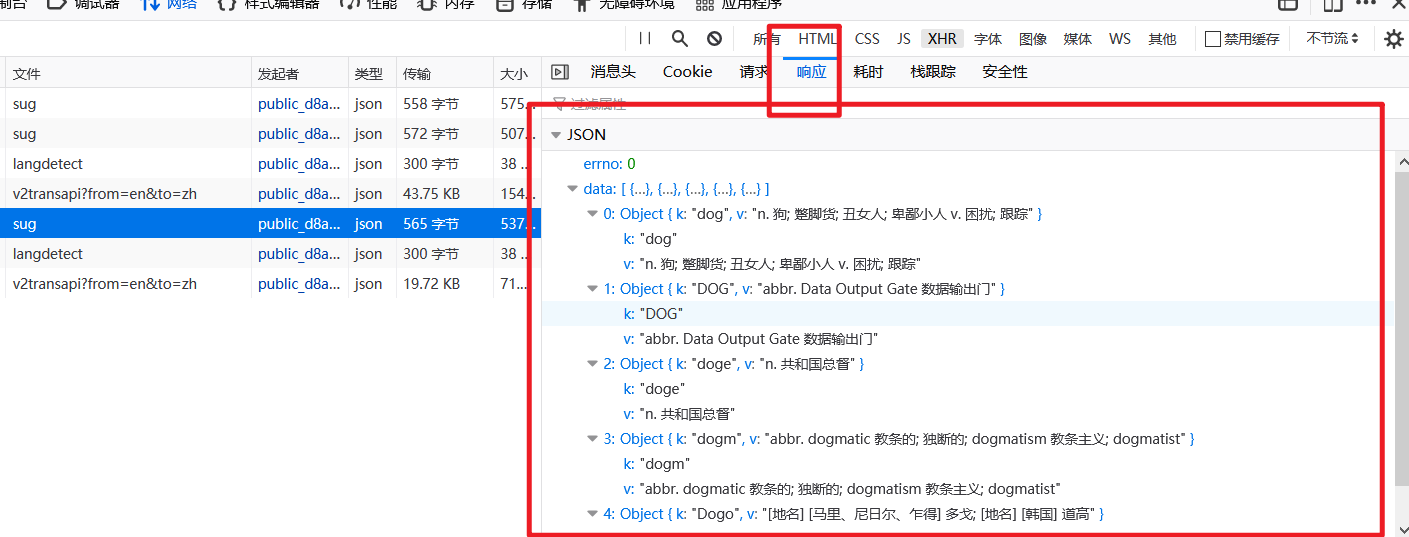 制台 调试器 网络 样式编辑器 性能 内存 存储 无障碍环境 应用程序
所有 HTML CSS JS XHR 字体 图像 媒体 WS 其他 禁用缓存 不节流
文件 发起者 类型 传输 大小 消息头 Cookie 请求 响应 耗时 栈跟踪 安全性
sug public_d8a... json 558 字节 575... 过滤属性
sug public_d8a... json 572 字节 507... JSON
langdetect public_d8a... json 300 字节 38 ... errno: 0
v2transapi?from=en&to=zh public_d8a... json 43.75 KB 154... data: [ {…}, {…}, {…}, {…}, {…} ]
sug public_d8a... json 565 字节 537... 0: Object { k: "dog", v: "n. 狗; 蹩脚货; 丑女人; 卑鄙小人 v. 困扰; 跟踪" }
k: "dog"
langdetect public_d8a... json 300 字节 38 ... v: "n. 狗; 蹩脚货; 丑女人; 卑鄙小人 v. 困扰; 跟踪"
v2transapi?from=en&to=zh public_d8a... json 19.72 KB 71... 1: Object { k: "DOG", v: "abbr. Data Output Gate 数据输出门" }
k: "DOG"
v: "abbr. Data Output Gate 数据输出门"
2: Object { k: "doge", v: "n. 共和国总督" }
k: "doge"
v: "n. 共和国总督"
3: Object { k: "dogm", v: "abbr. dogmatic 教条的; 独断的; dogmatism 教条主义; dogmatist" }
k: "dogm"
v: "abbr. dogmatic 教条的; 独断的; dogmatism 教条主义; dogmatist"
4: Object { k: "Dogo", v: "[地名] [马里、尼日尔、乍得] 多戈; [地名] [韩国] 道高" }